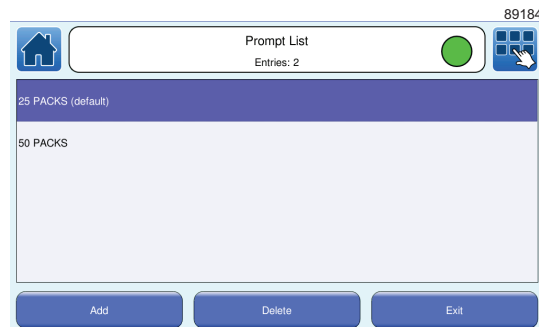 89184
Prompt List
Entries: 2
25 PACKS (default)
50 PACKS
Add
Delete
Exit